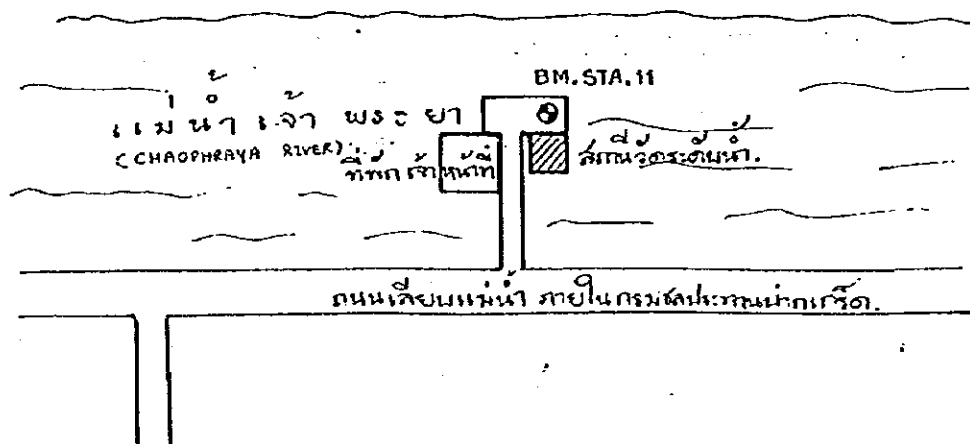 BM.STA.11
แม่น้ำเจ้าพระยา
(CHAOPHRAYA RIVER)
ที่พักเจ้าหน้าที่
สถานีวัดระดับน้ำ.
ถนนเลียบแม่น้ำ ภายในกรมชลประทานปากเกร็ด.